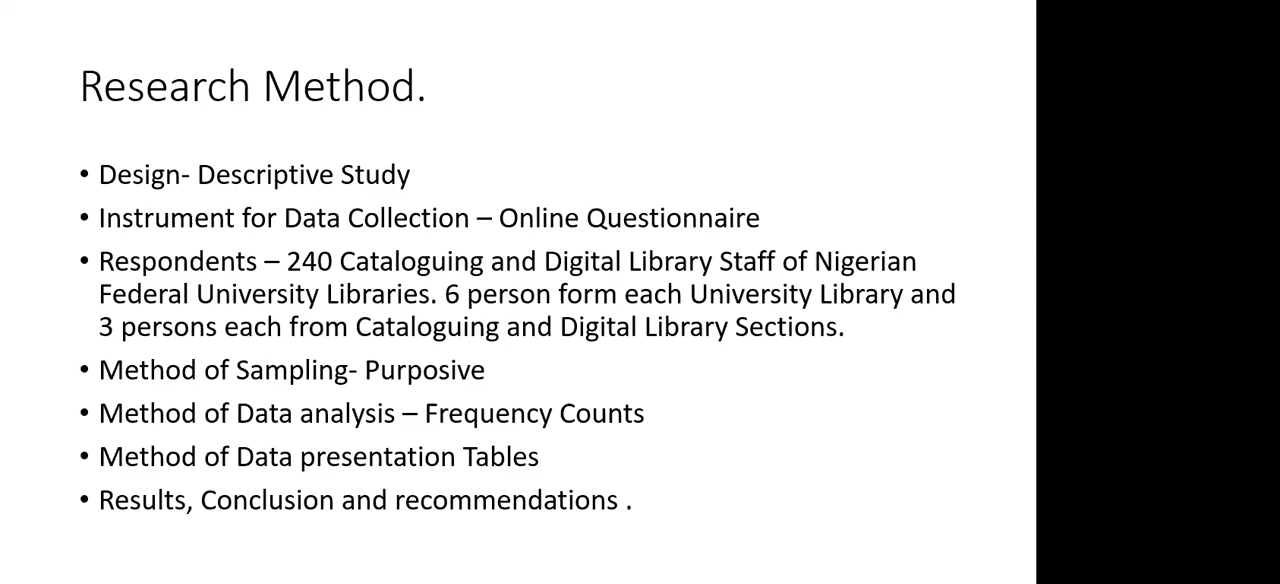 Research Method.
• Design- Descriptive Study
• Instrument for Data Collection – Online Questionnaire
• Respondents – 240 Cataloguing and Digital Library Staff of Nigerian
Federal University Libraries. 6 person form each University Library and
3 persons each from Cataloguing and Digital Library Sections.
• Method of Sampling- Purposive
• Method of Data analysis – Frequency Counts
• Method of Data presentation Tables
• Results, Conclusion and recommendations .